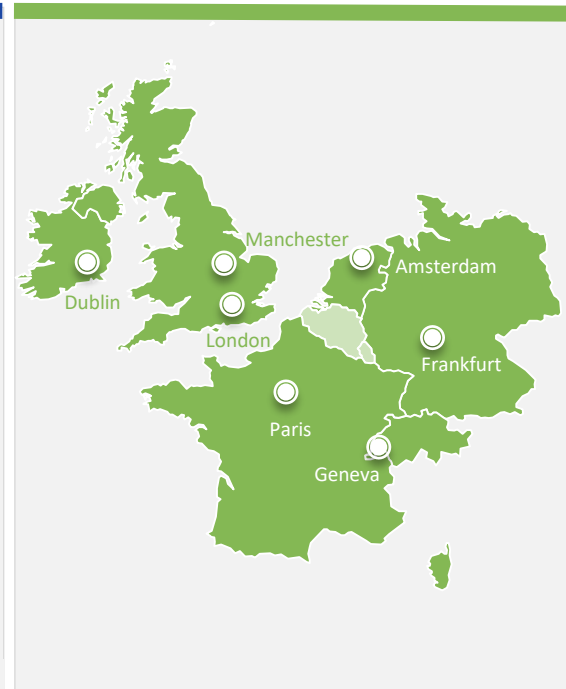 Manchester
Amsterdam
Dublin
London
Frankfurt
Paris
Geneva